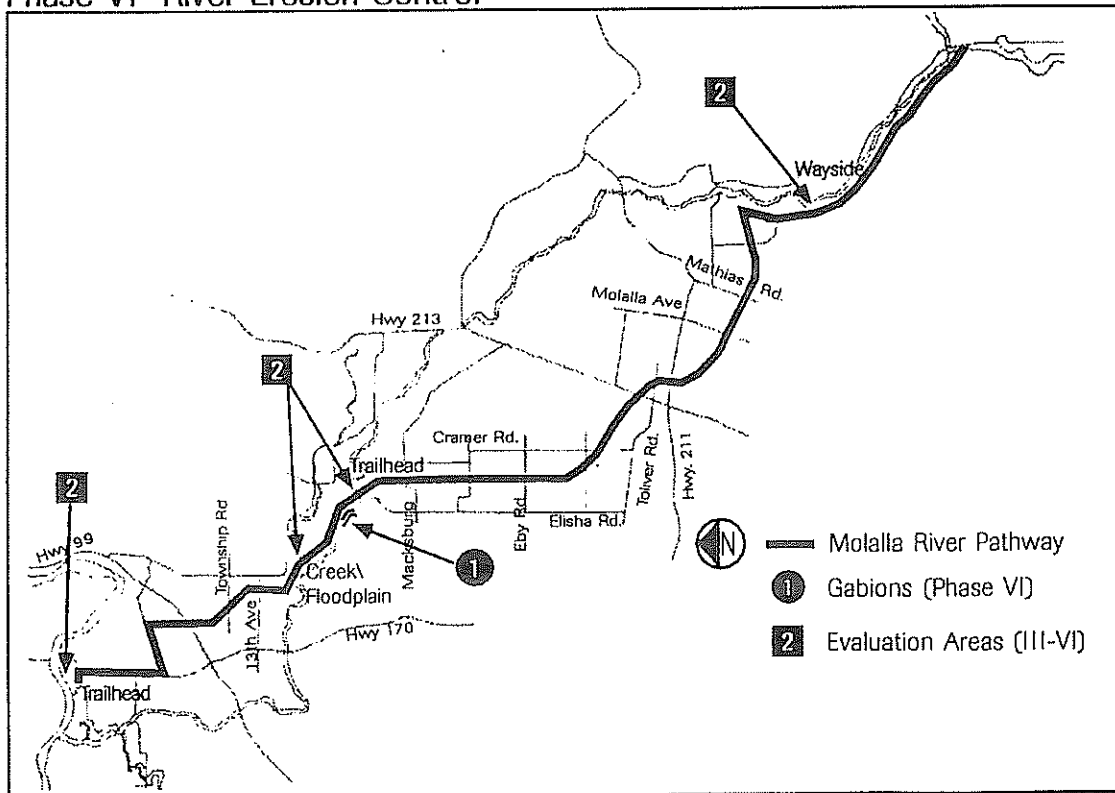 Phase VI River Erosion Control
2
Wayside
Mathias Rd.
Molalla Ave
Hwy 213
2
Cramer Rd.
Trailhead
Toliver Rd.
Hwy. 211
2
Township Rd
Macksburg
Eby Rd.
Elisha Rd.
N
Molalla River Pathway
Hwy 99
1
Creek\
Floodplain
1 Gabions (Phase VI)
13th Ave
Hwy 170
2 Evaluation Areas (III-VI)
Trailhead